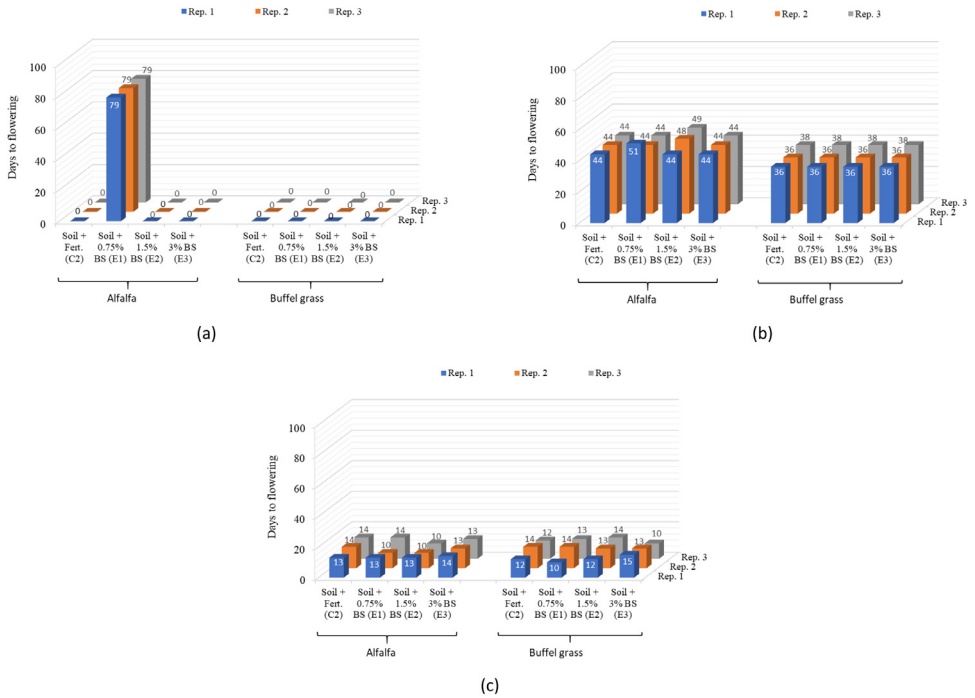 Rep. 1 Rep. 2 Rep. 3
Days to flowering
100
80
60
40
20
0
79 79 79
0 0 0 0 0 0 0
0 0 0 0 0 0 0
0 0 0 0 0 0 0
Rep. 3
Rep. 2
Rep. 1
Soil + Soil + Soil + Soil + Soil + Soil + Soil + Soil +
Fert. 0.75% 1.5% 3% BS Fert. 0.75% 1.5% 3% BS
(C2) BS (E1) BS (E2) (E3) (C2) BS (E1) BS (E2) (E3)
Alfalfa Buffel grass
(a)
Rep. 1 Rep. 2 Rep. 3
Days to flowering
100
80
60
40
20
0
44 44 49 44 38 38 38 38
44 44 48 44 36 36 36 36
44 51 44 44 36 36 36 36
Rep. 3
Rep. 2
Rep. 1
Soil + Soil + Soil + Soil + Soil + Soil + Soil + Soil +
Fert. 0.75% 1.5% 3% BS Fert. 0.75% 1.5% 3% BS
(C2) BS (E1) BS (E2) (E3) (C2) BS (E1) BS (E2) (E3)
Alfalfa Buffel grass
(b)
Rep. 1 Rep. 2 Rep. 3
Days to flowering
100
80
60
40
20
0
14 14 10 13 12 13 14 10
14 10 10 13 14 14 13 13
13 13 13 14 12 10 12 15
Rep. 3
Rep. 2
Rep. 1
Soil + Soil + Soil + Soil + Soil + Soil + Soil + Soil +
Fert. 0.75% 1.5% 3% BS Fert. 0.75% 1.5% 3% BS
(C2) BS (E1) BS (E2) (E3) (C2) BS (E1) BS (E2) (E3)
Alfalfa Buffel grass
(c)